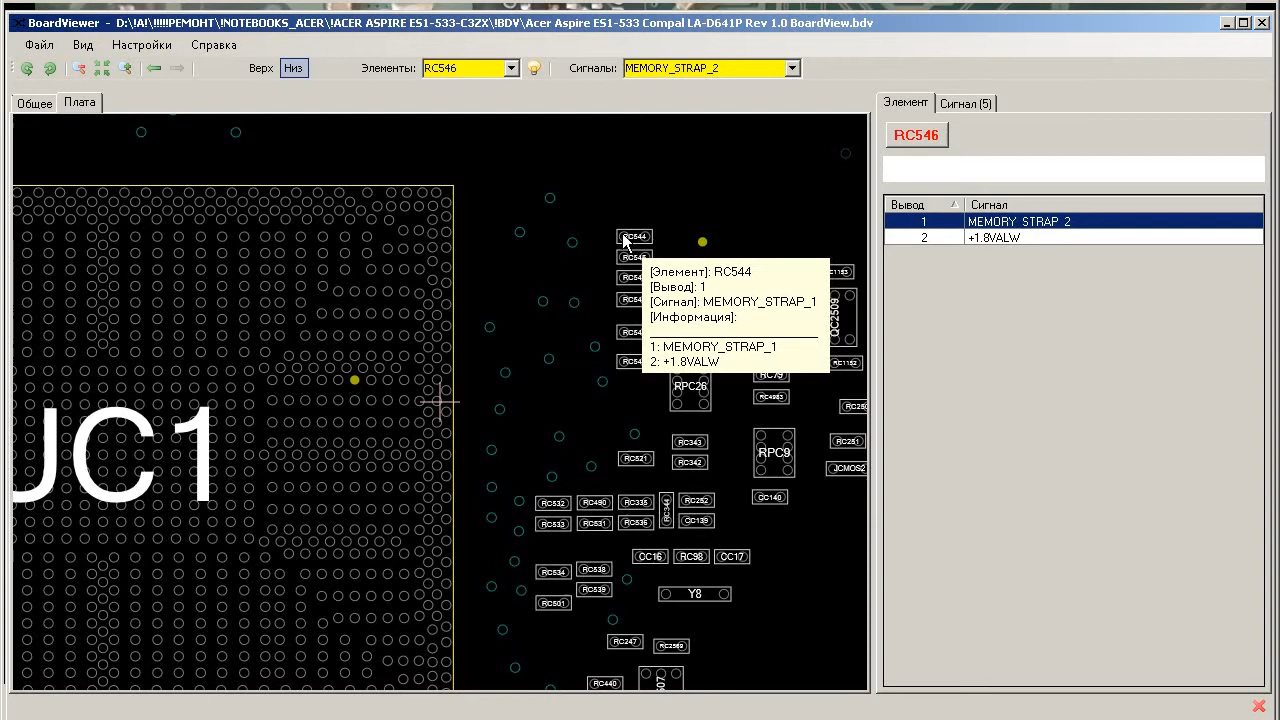 BoardViewer - D:\!A!\!!!!!РЕМОНТ\!NOTEBOOKS_ACER\!ACER ASPIRE ES1-533-C3ZX\!BDV\Acer Aspire ES1-533 Compal LA-D641P Rev 1.0 BoardView.bdv
Файл Вид Настройки Справка
Верх Низ Элементы: RC546 Сигналы: MEMORY_STRAP_2
Общее Плата
Элемент Сигнал (5)
RC546
Вывод Сигнал
1 MEMORY_STRAP_2
2 +1.8VALW
RC544
[Элемент]: RC544
[Вывод]: 1
[Сигнал]: MEMORY_STRAP_1
[Информация]:
1: MEMORY_STRAP_1
2: +1.8VALW
RC1153
QC2509
RC1152
RC79
RPC26
RC4983
JC1
RC343
RC251
RC521
RC342
RPC9
JCMOS2
CC140
RC532 RC490 RC335 RC344 RC252
RC533 RC531 RC536 CC139
CC16 RC98 CC17
RC534 RC538
RC539
RC501
Y8
RC247 RC2569
RC440